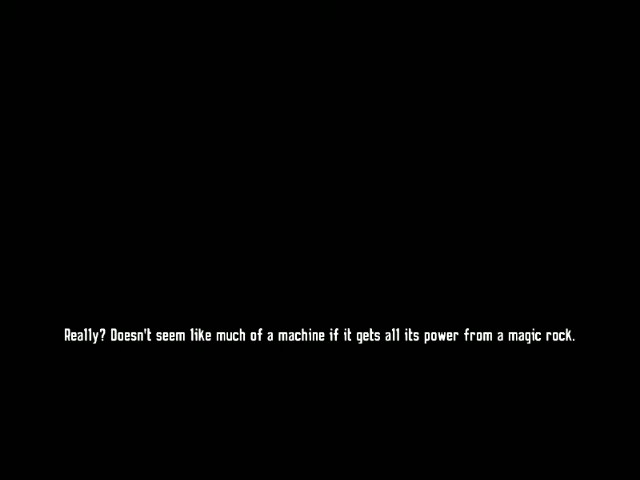 Really? Doesn't seem like much of a machine if it gets all its power from a magic rock.